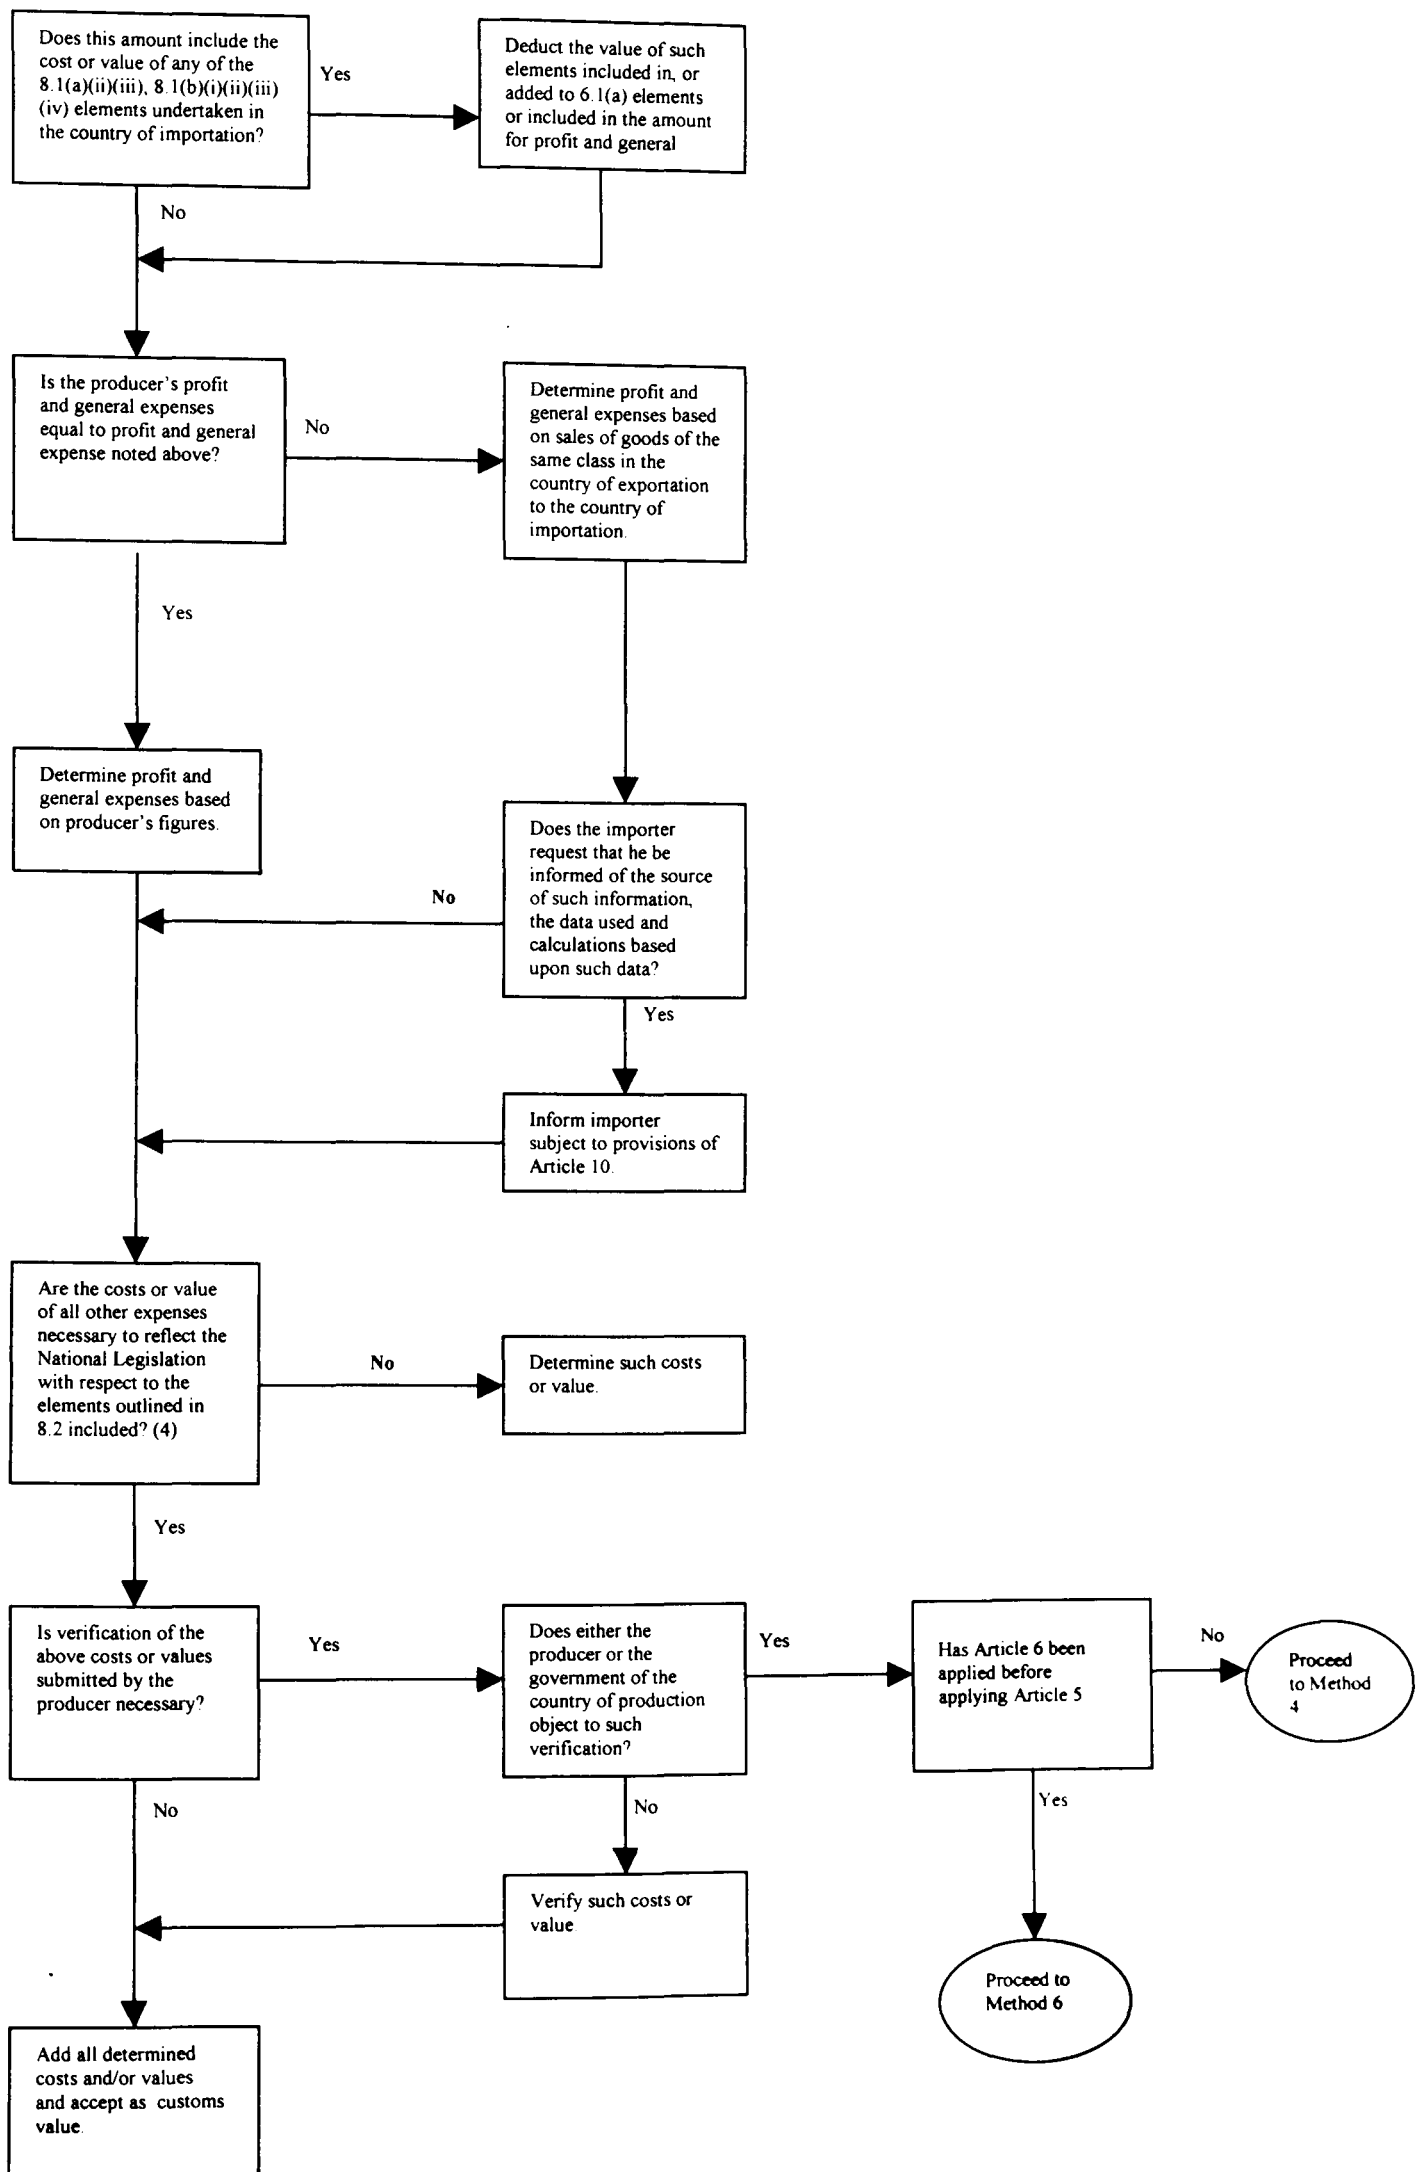 Does this amount include the
cost or value of any of the
8.1(a)(ii)(iii), 8.1(b)(i)(ii)(iii)
(iv) elements undertaken in
the country of importation?
Yes
Deduct the value of such
elements included in, or
added to 6.1(a) elements
or included in the amount
for profit and general
No
Is the producer's profit
and general expenses
equal to profit and general
expense noted above?
No
Determine profit and
general expenses based
on sales of goods of the
same class in the
country of exportation
to the country of
importation.
Yes
Determine profit and
general expenses based
on producer's figures.
Does the importer
request that he be
informed of the source
of such information,
the data used and
calculations based
upon such data?
No
Yes
Inform importer
subject to provisions of
Article 10.
Are the costs or value
of all other expenses
necessary to reflect the
National Legislation
with respect to the
elements outlined in
8.2 included? (4)
No
Determine such costs
or value.
Yes
Is verification of the
above costs or values
submitted by the
producer necessary?
Yes
Does either the
producer or the
government of the
country of production
object to such
verification?
Yes
Has Article 6 been
applied before
applying Article 5
No
Proceed
to Method
4
No
No
Yes
Verify such costs or
value.
Proceed to
Method 6
Add all determined
costs and/or values
and accept as customs
value.